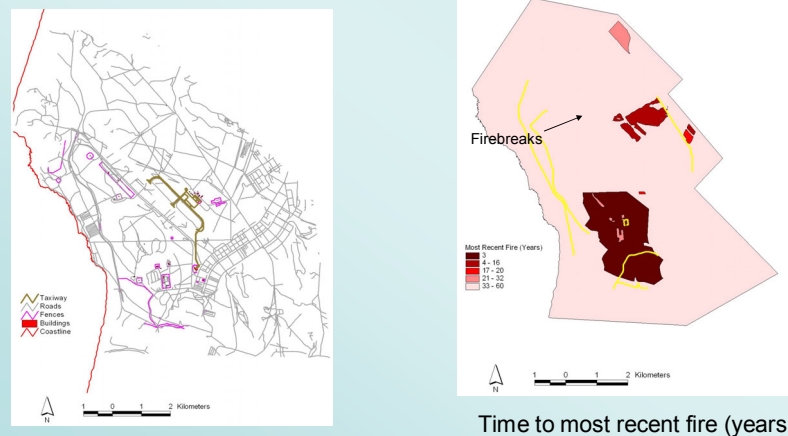 Taxiway
Roads
Fences
Buildings
Coastline
N
1 0 1 2 Kilometers
Firebreaks
Most Recent Fire (Years)
3
4 - 16
17 - 20
21 - 32
33 - 60
N
1 0 1 2 Kilometers
Time to most recent fire (years